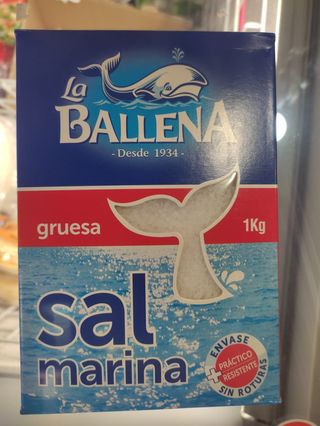 La
BALLENA
- Desde 1934 -
gruesa
1Kg
sal
marina
ENVASE
PRÁCTICO
RESISTENTE
SIN ROTURAS